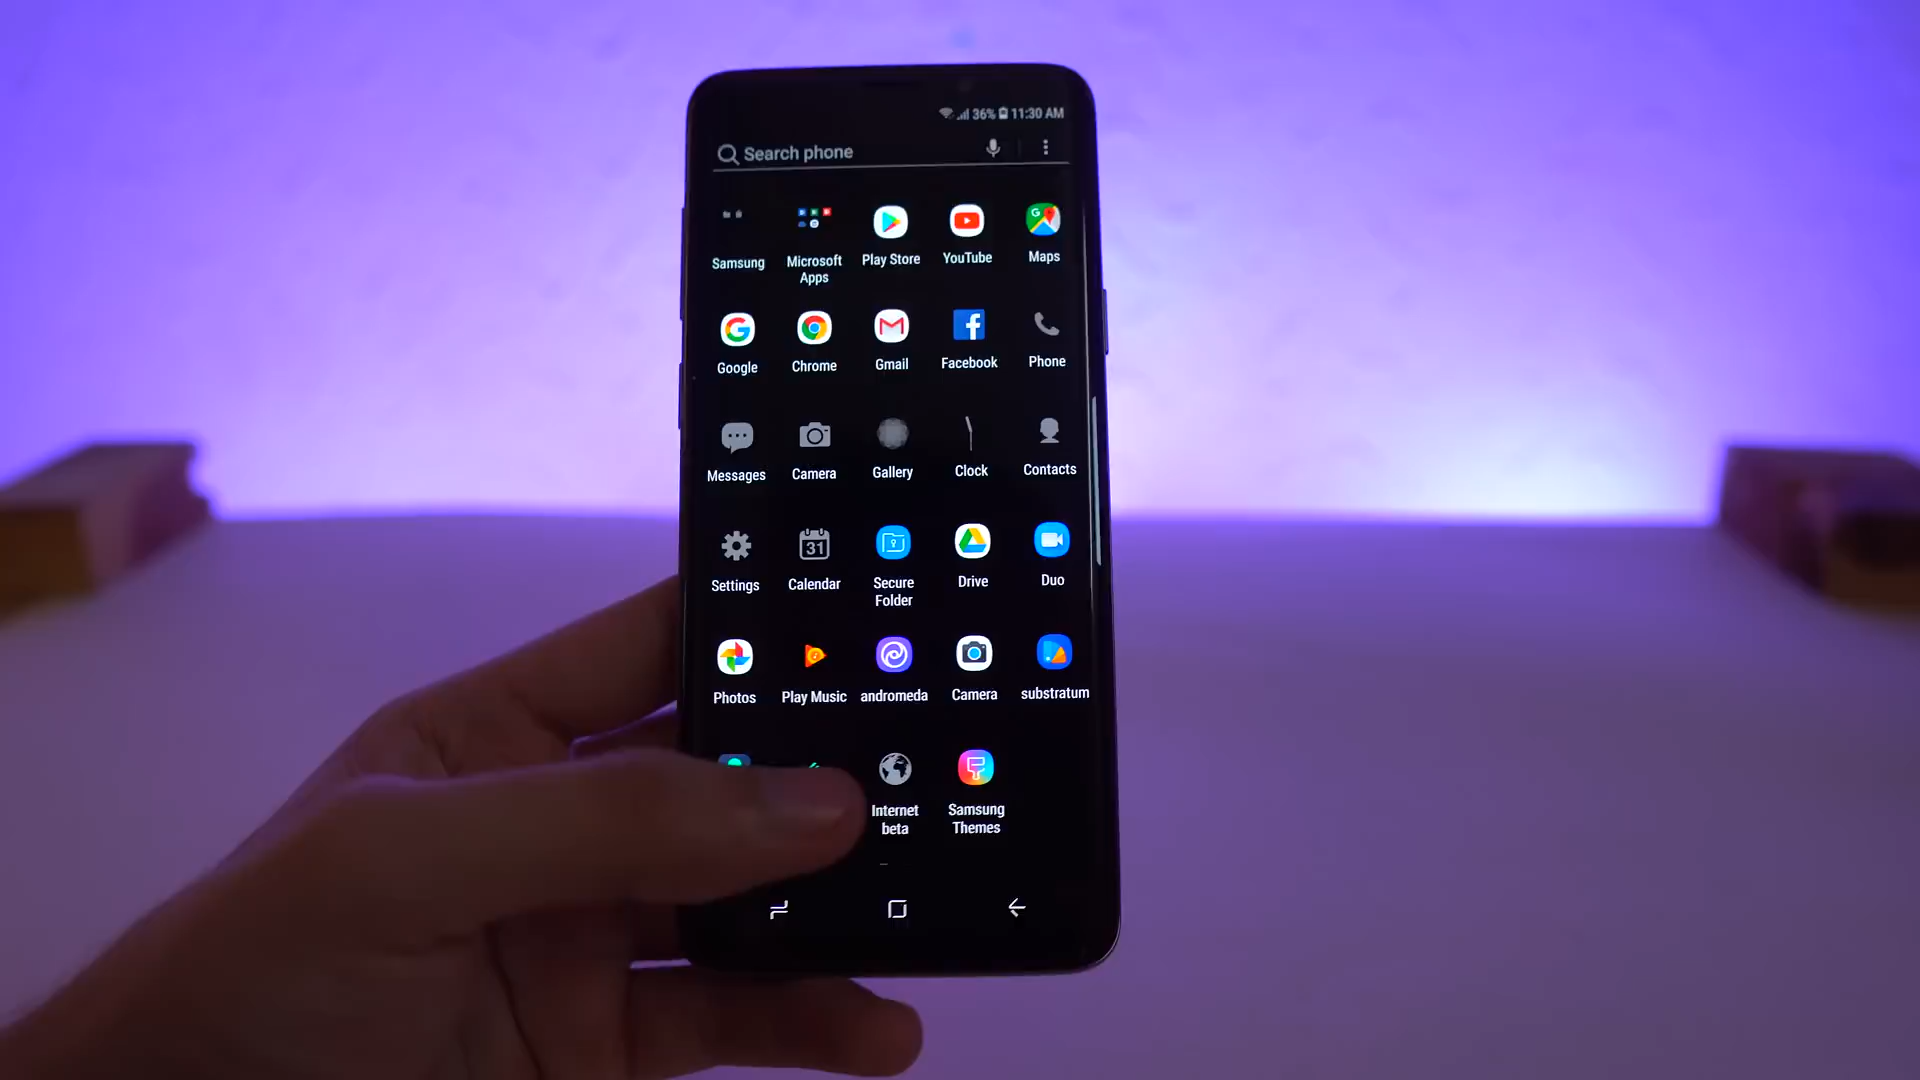 36% 11:30 AM
Search phone
Samsung
Microsoft
Apps
Play Store
YouTube
Maps
Google
Chrome
Gmail
Facebook
Phone
Messages
Camera
Gallery
Clock
Contacts
31
Settings
Calendar
Secure
Folder
Drive
Duo
Photos
Play Music
andromeda
Camera
substratum
Internet
beta
Samsung
Themes